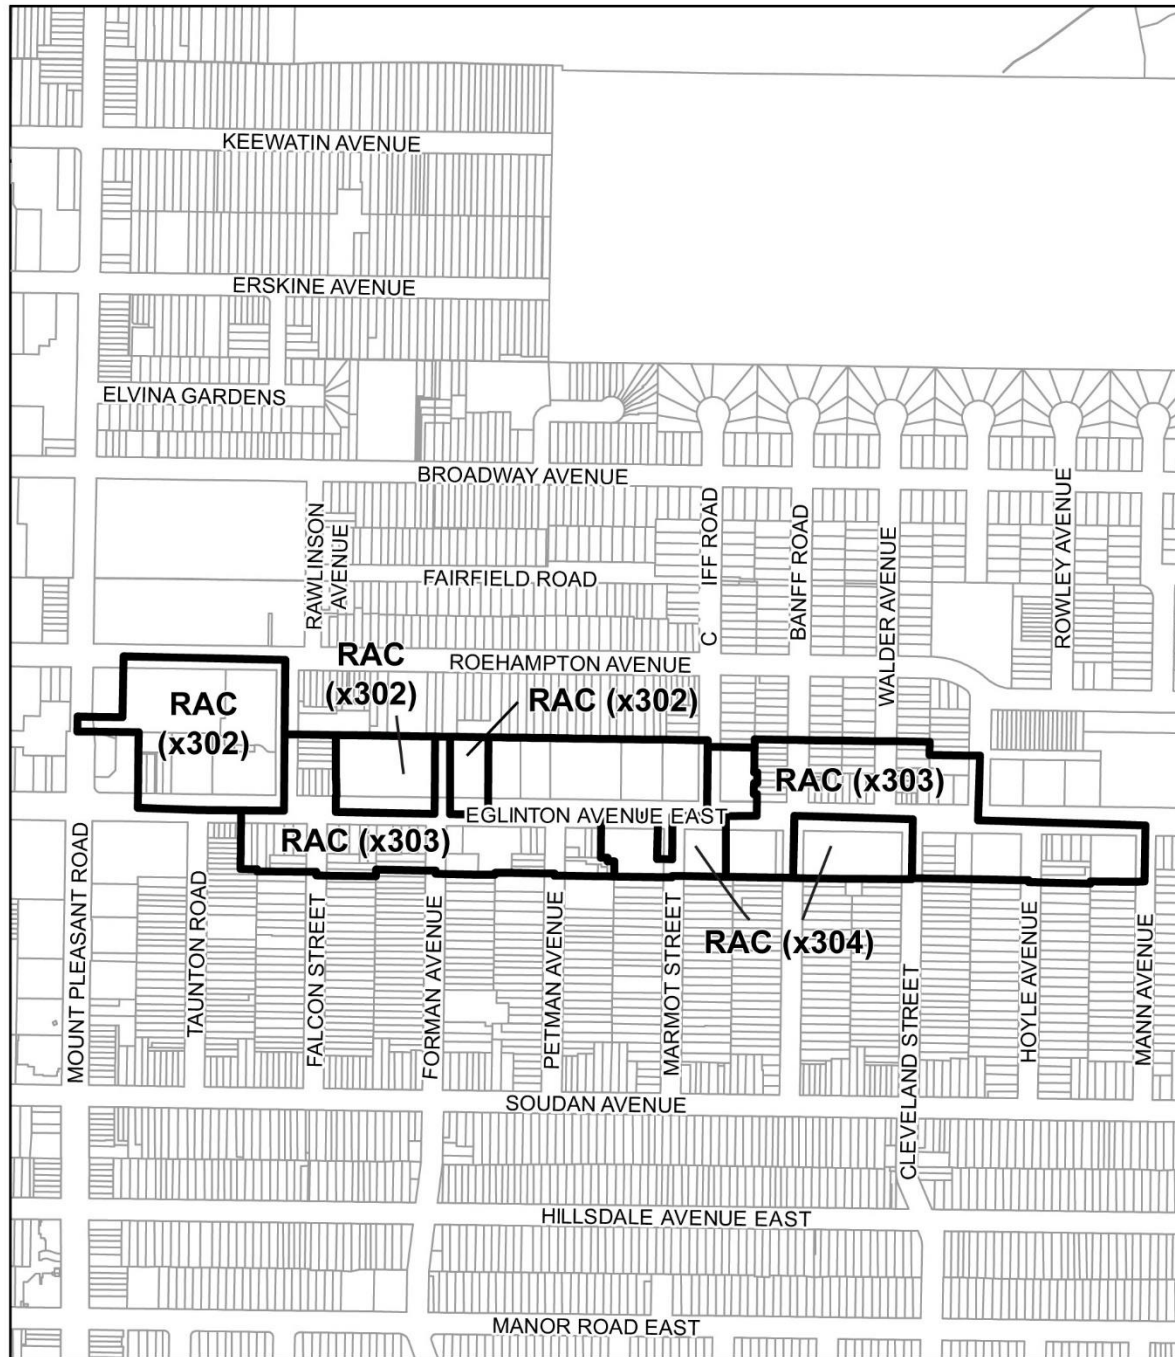 KEEWATIN AVENUE
ERSKINE AVENUE
ELVINA GARDENS
BROADWAY AVENUE
RAWLINSON
AVENUE
FAIRFIELD ROAD
C IFF ROAD
BANFF ROAD
WALDER AVENUE
ROWLEY AVENUE
ROEHAMPTON AVENUE
RAC
(x302)
RAC
(x302)
RAC (x302)
RAC (x303)
EGLINTON AVENUE EAST
RAC (x303)
RAC (x304)
MOUNT PLEASANT ROAD
TAUNTON ROAD
FALCON STREET
FORMAN AVENUE
PETMAN AVENUE
MARMOT STREET
CLEVELAND STREET
HOYLE AVENUE
MANN AVENUE
SOUDAN AVENUE
HILLSDALE AVENUE EAST
MANOR ROAD EAST